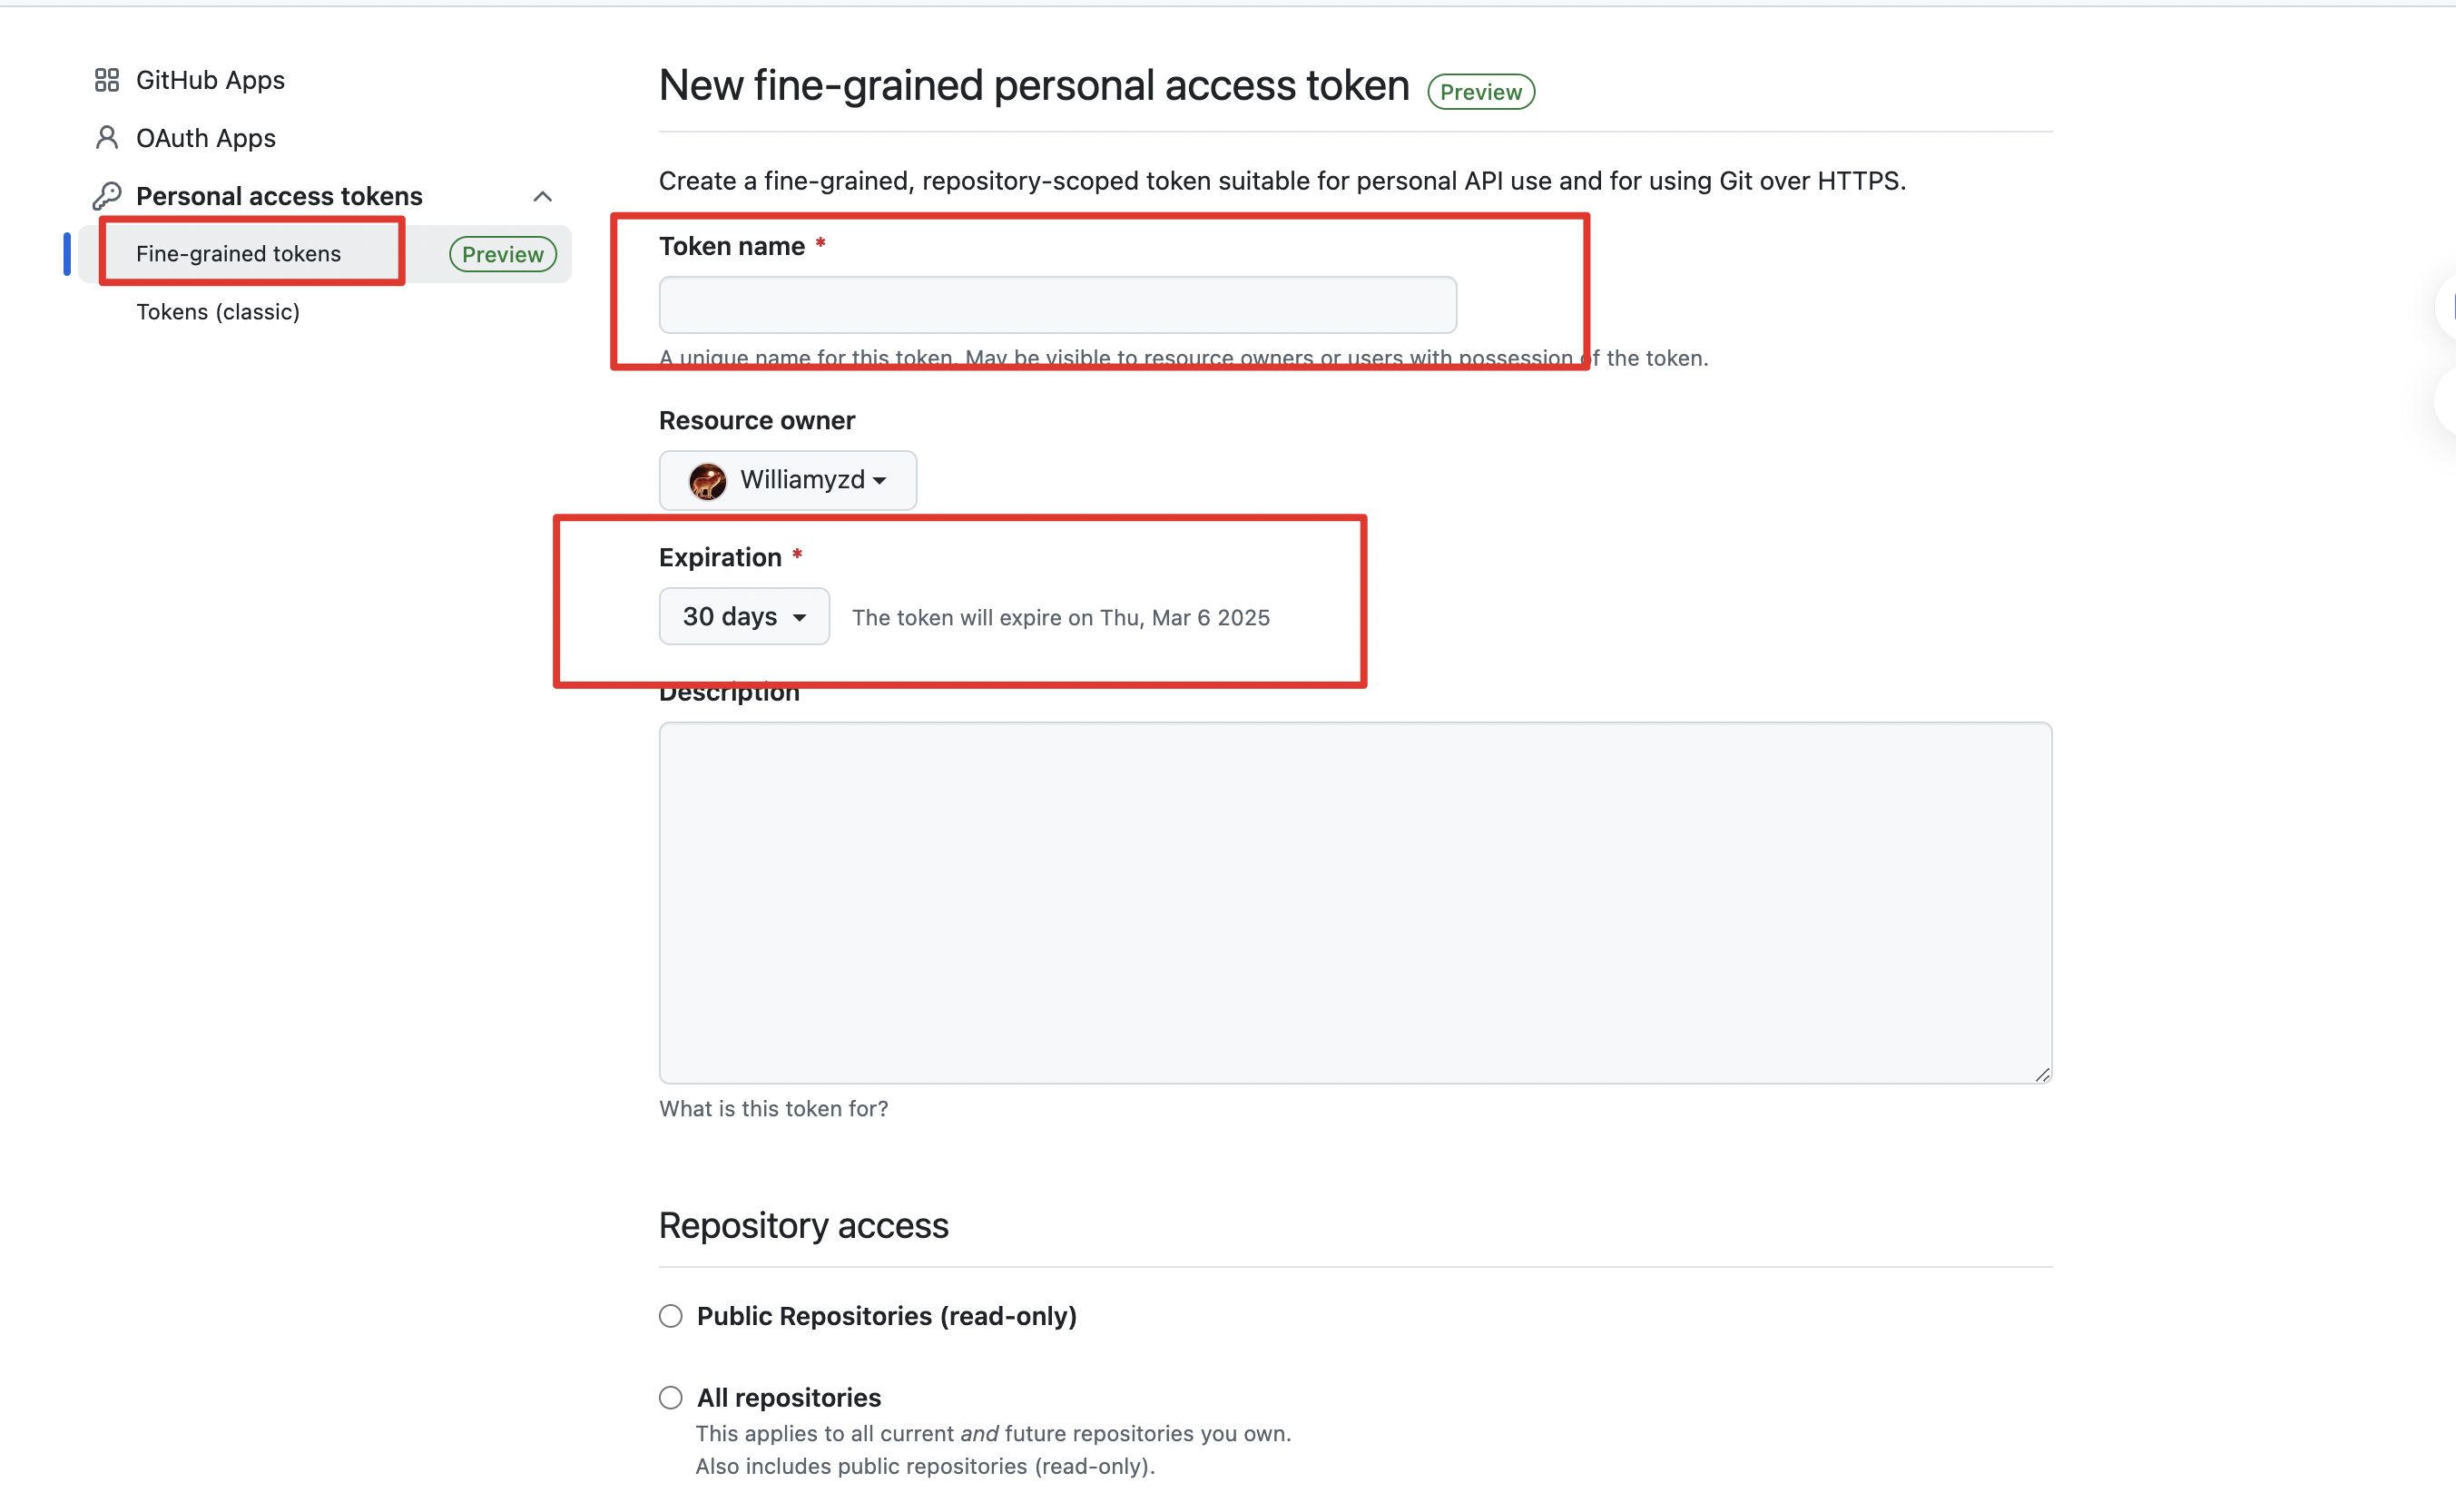 GitHub Apps
OAuth Apps
Personal access tokens
Fine-grained tokens Preview
Tokens (classic)
New fine-grained personal access token Preview
Create a fine-grained, repository-scoped token suitable for personal API use and for using Git over HTTPS.
Token name *
A unique name for this token. May be visible to resource owners or users with possession of the token.
Resource owner
Williamyzd
Expiration *
30 days The token will expire on Thu, Mar 6 2025
Description
What is this token for?
Repository access
Public Repositories (read-only)
All repositories
This applies to all current and future repositories you own.
Also includes public repositories (read-only).